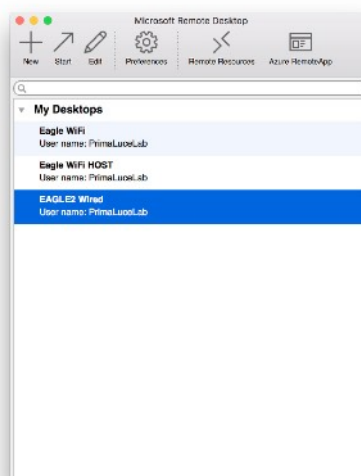 Microsoft Remote Desktop
New Start Edit Preferences Remote Resources Azure RemoteApp
My Desktops
Eagle WiFi
User name: PrimaLuceLab
Eagle WiFi HOST
User name: PrimaLuceLab
EAGLE2 Wired
User name: PrimaLuceLab